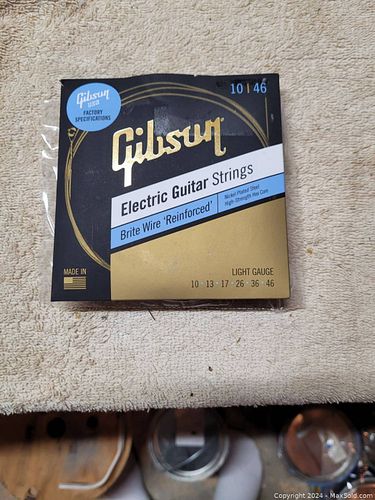 10 | 46
Gibson
USA
FACTORY
SPECIFICATIONS
Gibson
Electric Guitar Strings
Brite Wire 'Reinforced'
Nickel Plated Steel
High-Strength Hex Core
MADE IN
LIGHT GAUGE
10 • 13 • 17 • 26 • 36 • 46
Copyright 2024 - MaxSold.com